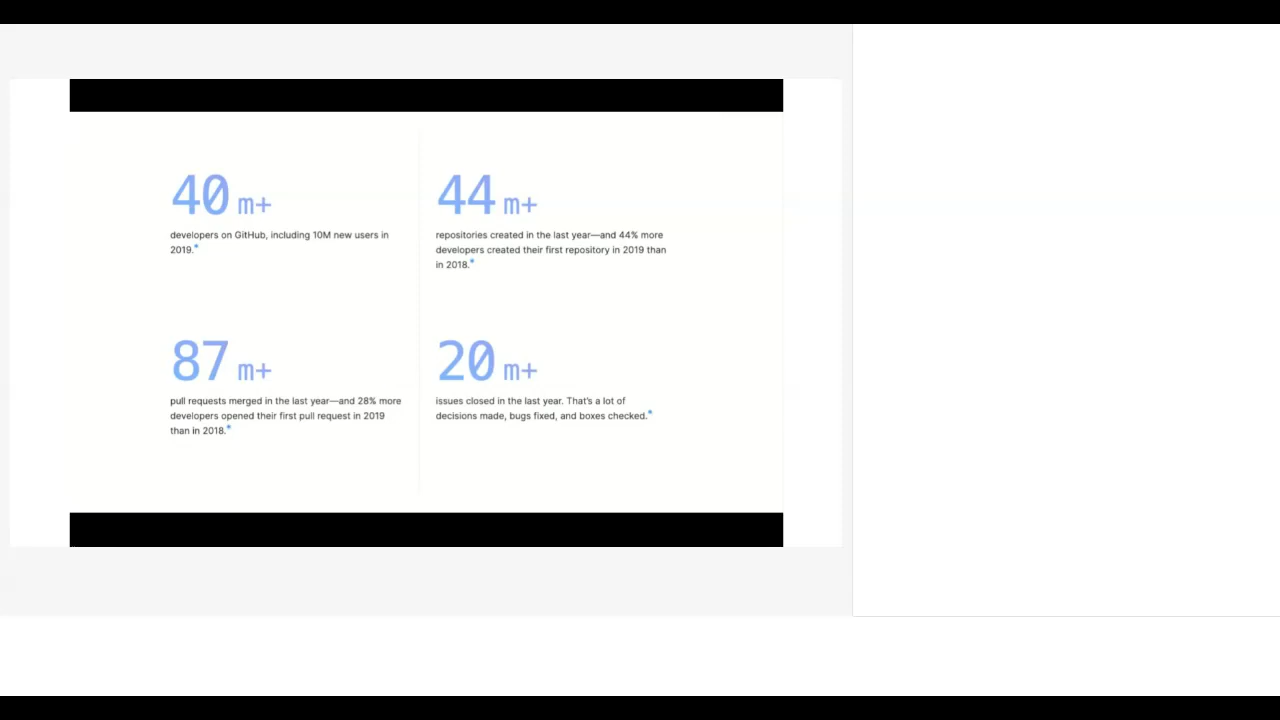 40 m+
developers on GitHub, including 10M new users in
2019.*
44 m+
repositories created in the last year—and 44% more
developers created their first repository in 2019 than
in 2018.*
87 m+
pull requests merged in the last year—and 28% more
developers opened their first pull request in 2019
than in 2018.*
20 m+
issues closed in the last year. That's a lot of
decisions made, bugs fixed, and boxes checked.*